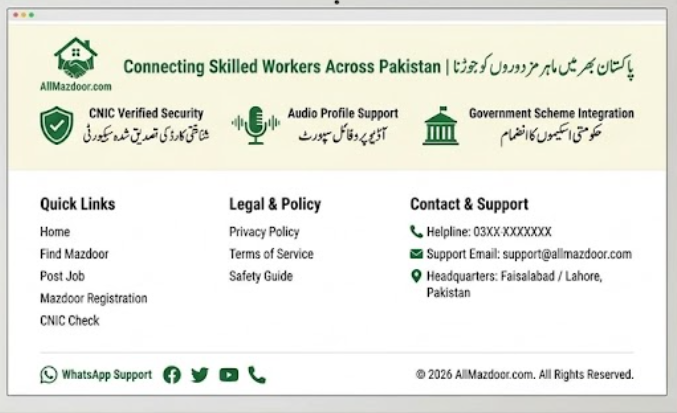 AllMazdoor.com
Connecting Skilled Workers Across Pakistan | پاکستان بھر میں ماہر مزدوروں کو جوڑنا
CNIC Verified Security
شناختی کارڈ کی تصدیق شدہ سیکیورٹی
Audio Profile Support
آڈیو پروفائل سپورٹ
Government Scheme Integration
حکومتی اسکیموں کا انضمام
Quick Links
Home
Find Mazdoor
Post Job
Mazdoor Registration
CNIC Check
Legal & Policy
Privacy Policy
Terms of Service
Safety Guide
Contact & Support
Helpline: 03XX-XXXXXXX
Support Email: support@allmazdoor.com
Headquarters: Faisalabad / Lahore,
Pakistan
WhatsApp Support
© 2026 AllMazdoor.com. All Rights Reserved.